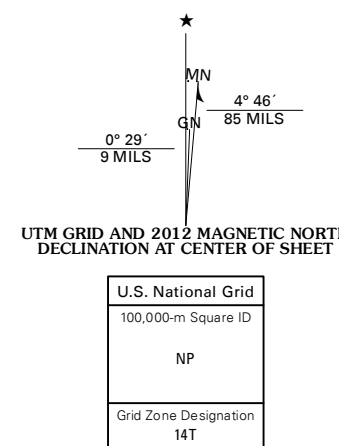 ★
MN
4° 46´
85 MILS
GN
0° 29´
9 MILS
UTM GRID AND 2012 MAGNETIC NORTH
DECLINATION AT CENTER OF SHEET
U.S. National Grid
100,000-m Square ID
NP
Grid Zone Designation
14T